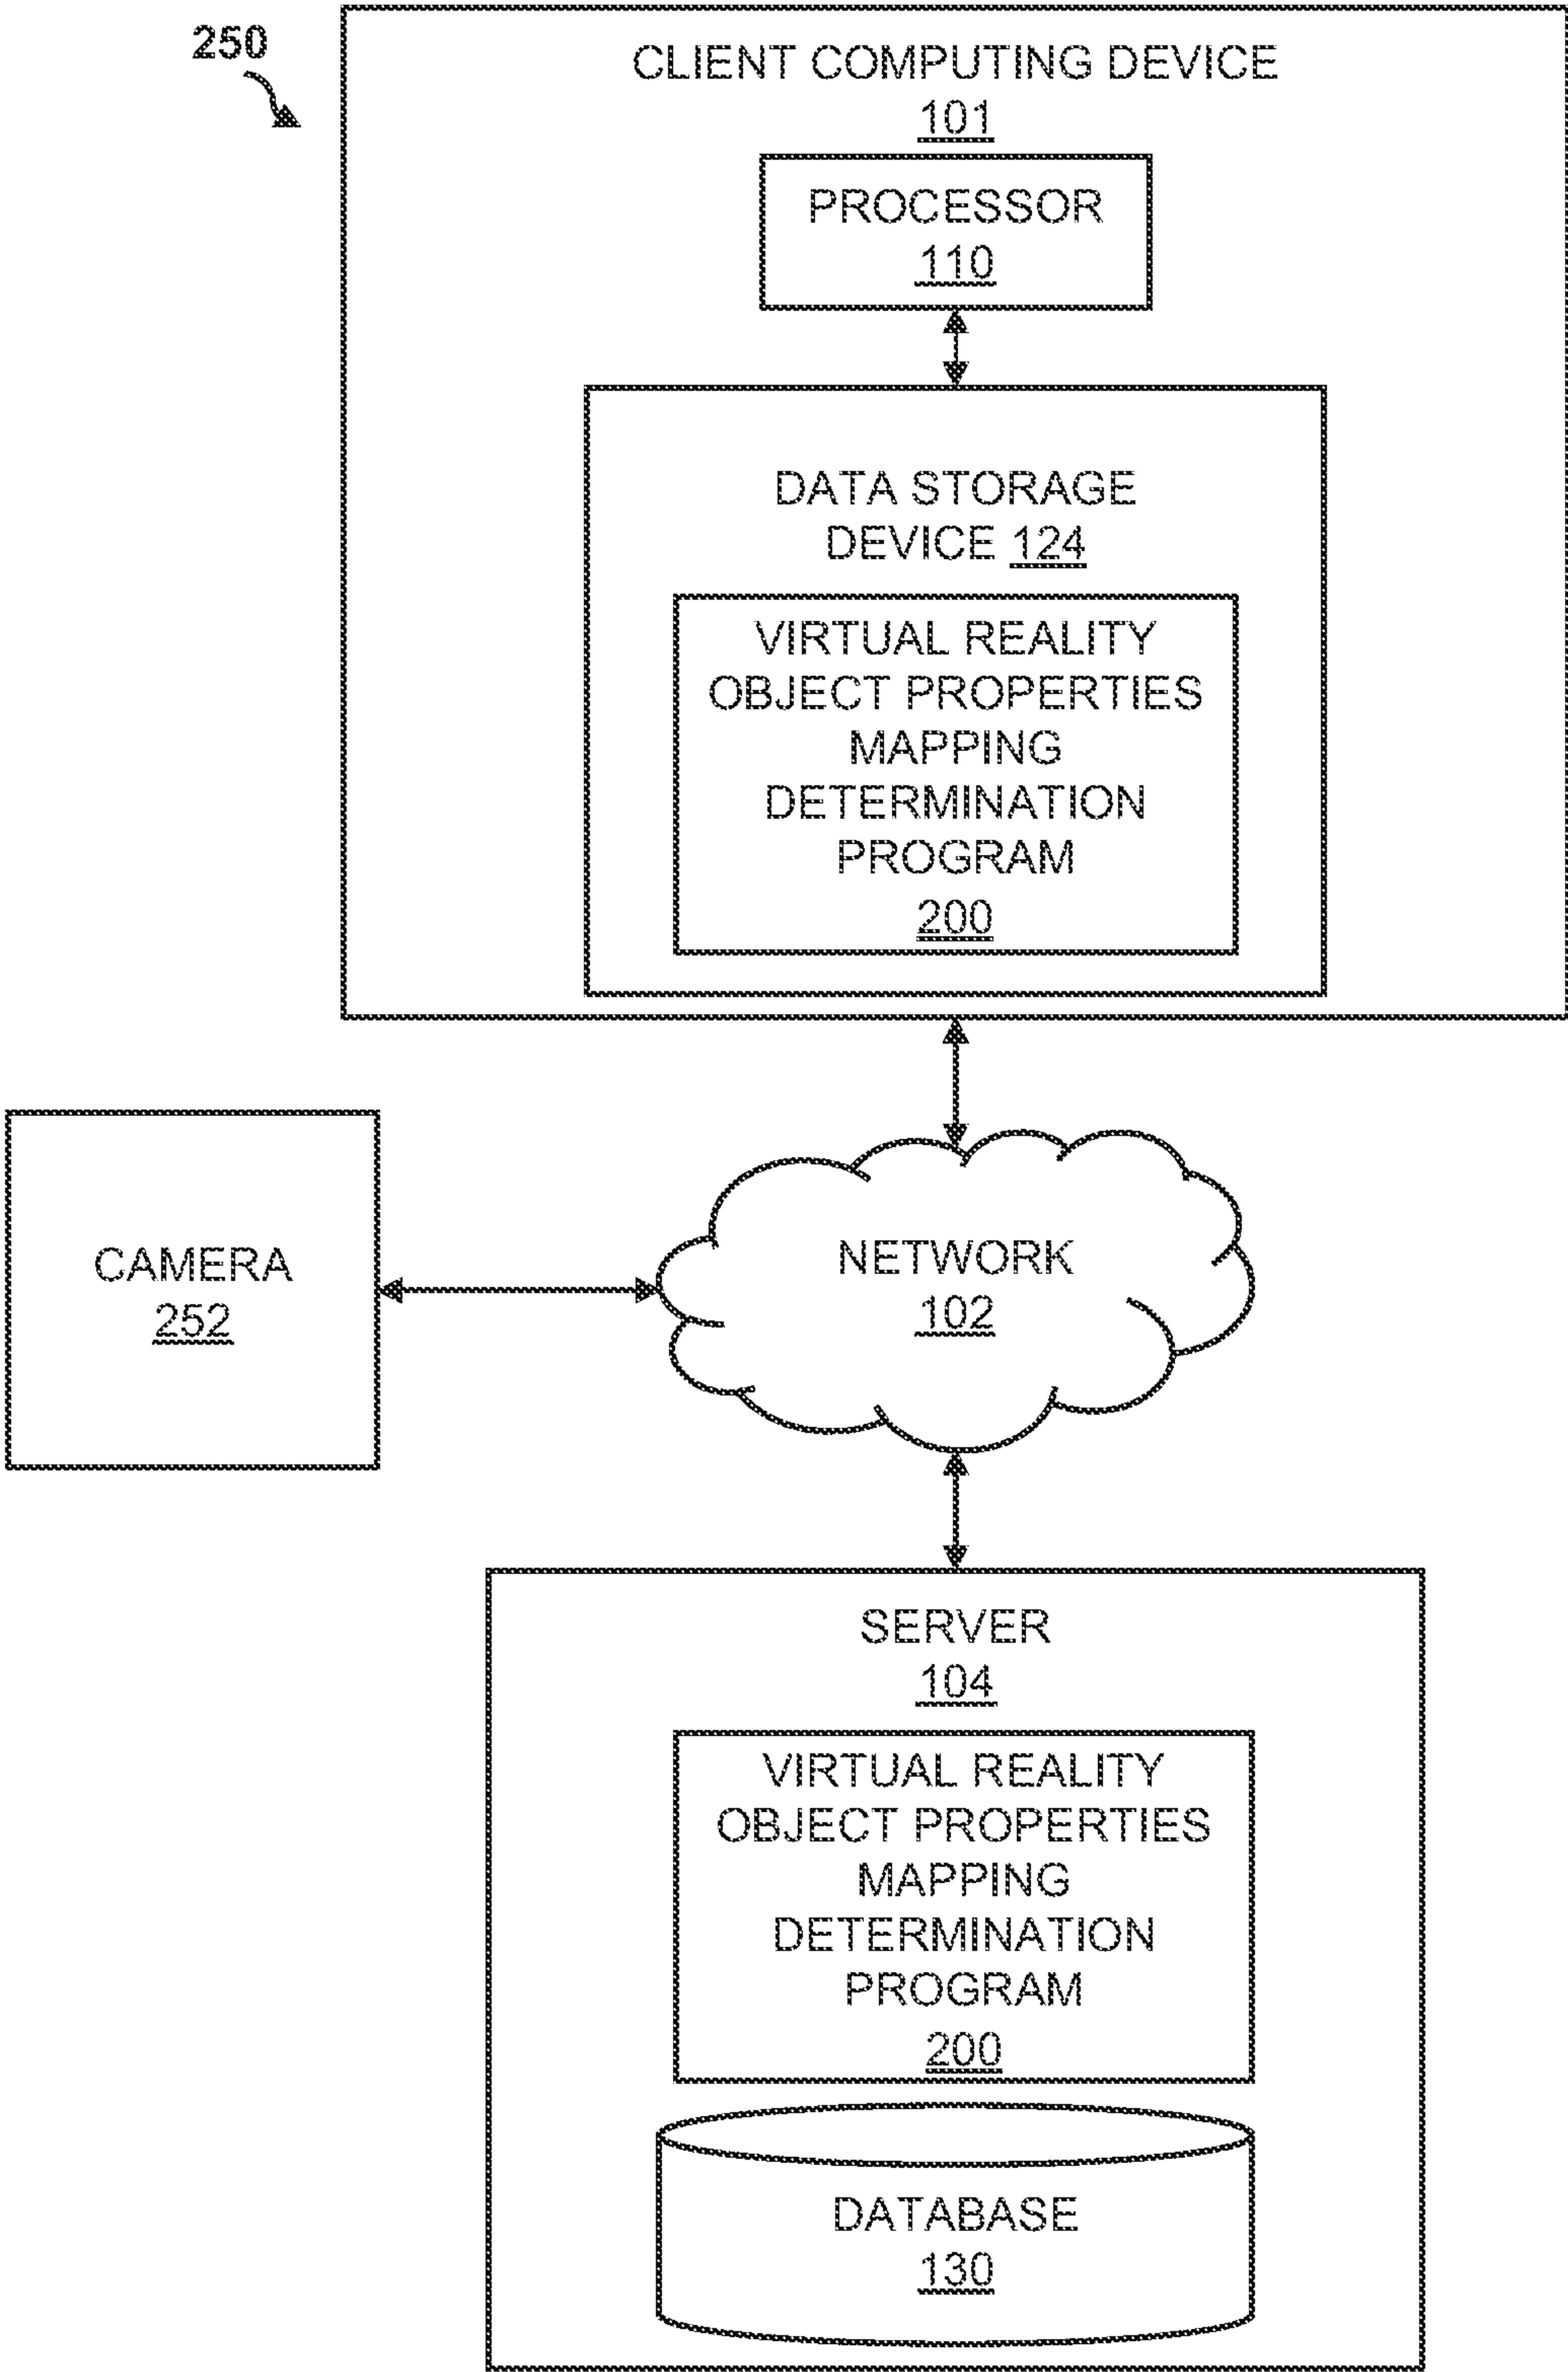 250
CLIENT COMPUTING DEVICE
101
PROCESSOR
110
DATA STORAGE
DEVICE 124
VIRTUAL REALITY
OBJECT PROPERTIES
MAPPING
DETERMINATION
PROGRAM
200
CAMERA
252
NETWORK
102
SERVER
104
VIRTUAL REALITY
OBJECT PROPERTIES
MAPPING
DETERMINATION
PROGRAM
200
DATABASE
130